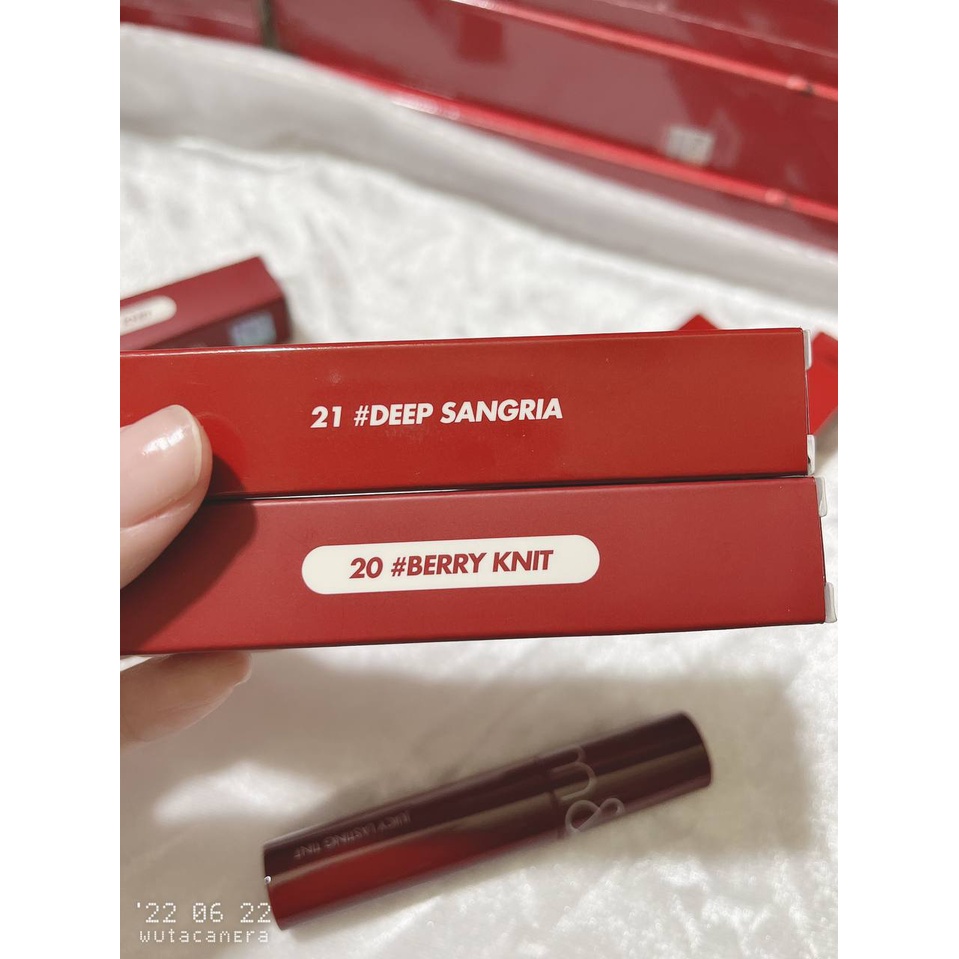 21 #DEEP SANGRIA
20 #BERRY KNIT
JUICY LASTING TINT
'22 06 22
wutacamera